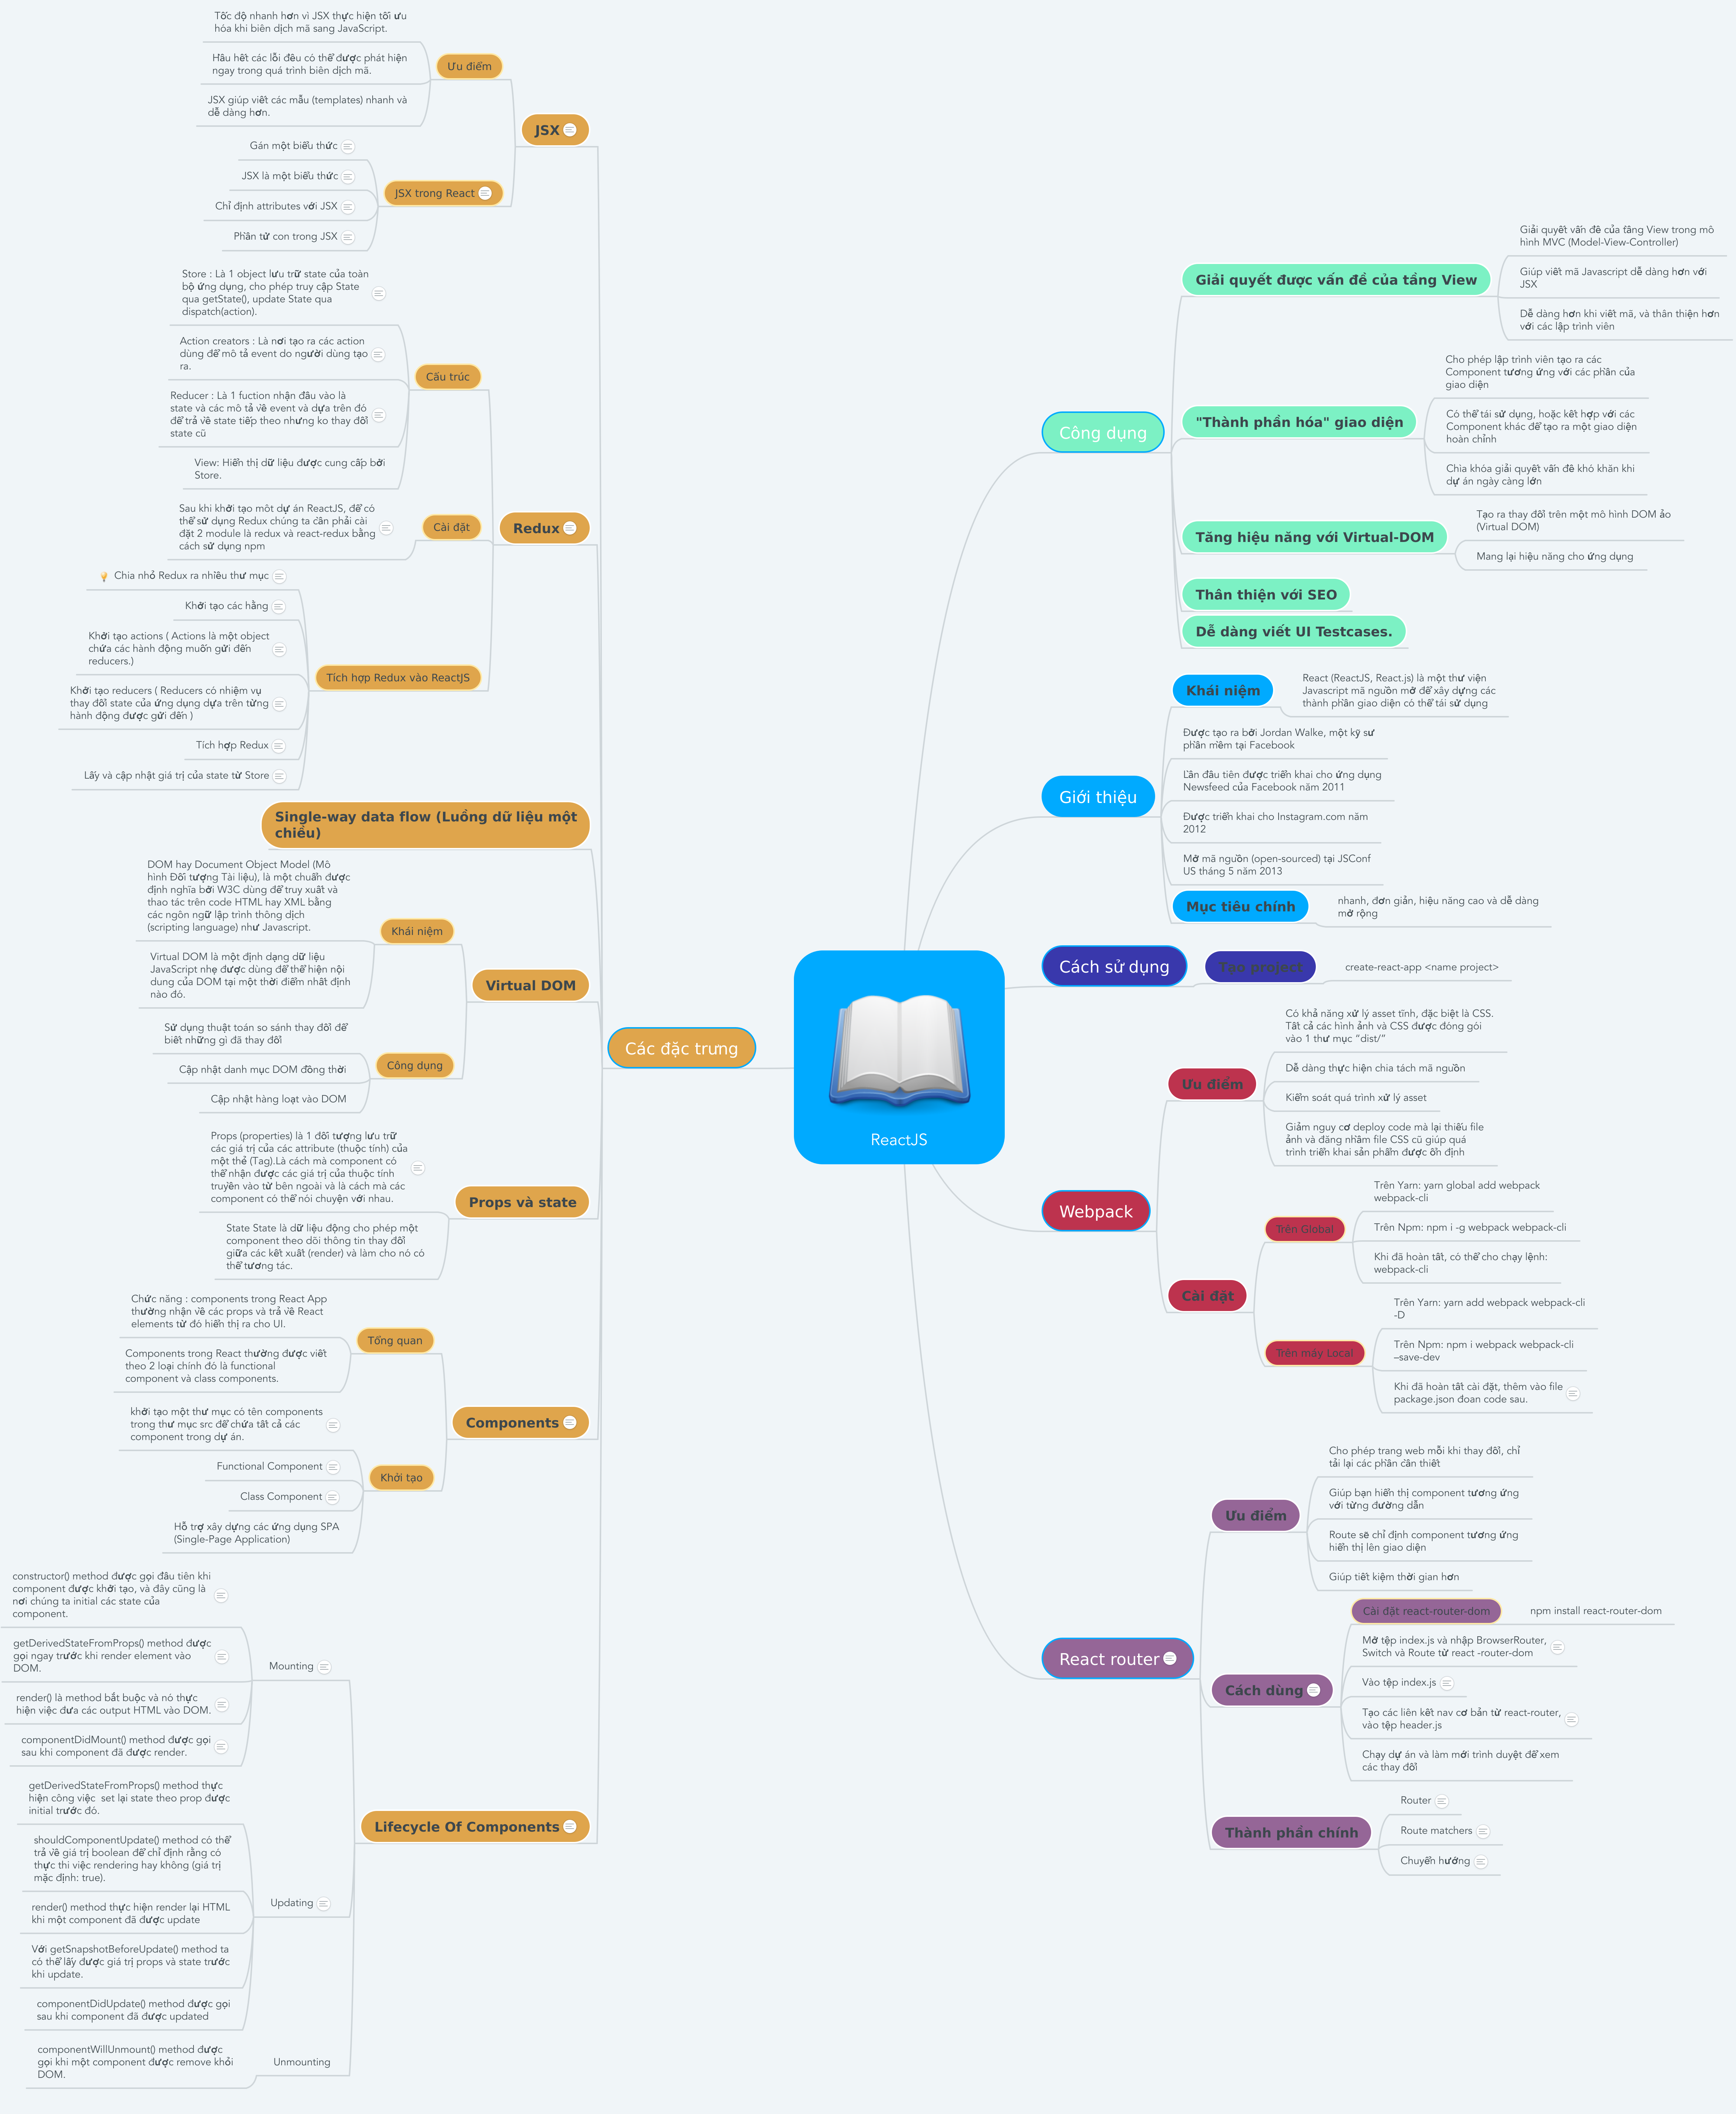 ReactJS
Công dụng
Giải quyết được vấn đề của tầng View
Giải quyết vấn đề của tầng View trong mô
hình MVC (Model-View-Controller)
Giúp viết mã Javascript dễ dàng hơn với
JSX
Dễ dàng hơn khi viết mã, và thân thiện hơn
với các lập trình viên
"Thành phần hóa" giao diện
Cho phép lập trình viên tạo ra các
Component tương ứng với các phần của
giao diện
Có thể tái sử dụng, hoặc kết hợp với các
Component khác để tạo ra một giao diện
hoàn chỉnh
Chìa khóa giải quyết vấn đề khó khăn khi
dự án ngày càng lớn
Tăng hiệu năng với Virtual-DOM
Tạo ra thay đổi trên một mô hình DOM ảo
(Virtual DOM)
Mang lại hiệu năng cho ứng dụng
Thân thiện với SEO
Dễ dàng viết UI Testcases.
Giới thiệu
Khái niệm
React (ReactJS, React.js) là một thư viện
Javascript mã nguồn mở để xây dựng các
thành phần giao diện có thể tái sử dụng
Được tạo ra bởi Jordan Walke, một kỹ sư
phần mềm tại Facebook
Lần đầu tiên được triển khai cho ứng dụng
Newsfeed của Facebook năm 2011
Được triển khai cho Instagram.com năm
2012
Mở mã nguồn (open-sourced) tại JSConf
US tháng 5 năm 2013
Mục tiêu chính
nhanh, đơn giản, hiệu năng cao và dễ dàng
mở rộng
Cách sử dụng
Tạo project
create-react-app <name project>
Webpack
Ưu điểm
Có khả năng xử lý asset tĩnh, đặc biệt là CSS.
Tất cả các hình ảnh và CSS được đóng gói
vào 1 thư mục “dist/”
Dễ dàng thực hiện chia tách mã nguồn
Kiểm soát quá trình xử lý asset
Giảm nguy cơ deploy code mà lại thiếu file
ảnh và đăng nhầm file CSS cũ giúp quá
trình triển khai sản phẩm được ổn định
Cài đặt
Trên Global
Trên Yarn: yarn global add webpack
webpack-cli
Trên Npm: npm i -g webpack webpack-cli
Khi đã hoàn tất, có thể cho chạy lệnh:
webpack-cli
Trên máy Local
Trên Yarn: yarn add webpack webpack-cli
-D
Trên Npm: npm i webpack webpack-cli
–save-dev
Khi đã hoàn tất cài đặt, thêm vào file
package.json đoan code sau.
React router
Ưu điểm
Cho phép trang web mỗi khi thay đổi, chỉ
tải lại các phần cần thiết
Giúp bạn hiển thị component tương ứng
với từng đường dẫn
Route sẽ chỉ định component tương ứng
hiển thị lên giao diện
Giúp tiết kiệm thời gian hơn
Cách dùng
Cài đặt react-router-dom
npm install react-router-dom
Mở tệp index.js và nhập BrowserRouter,
Switch và Route từ react -router-dom
Vào tệp index.js
Tạo các liên kết nav cơ bản từ react-router,
vào tệp header.js
Chạy dự án và làm mới trình duyệt để xem
các thay đổi
Thành phần chính
Router
Route matchers
Chuyển hướng
Các đặc trưng
JSX
Ưu điểm
Tốc độ nhanh hơn vì JSX thực hiện tối ưu
hóa khi biên dịch mã sang JavaScript.
Hầu hết các lỗi đều có thể được phát hiện
ngay trong quá trình biên dịch mã.
JSX giúp viết các mẫu (templates) nhanh và
dễ dàng hơn.
JSX trong React
Gán một biểu thức
JSX là một biểu thức
Chỉ định attributes với JSX
Phần tử con trong JSX
Redux
Cấu trúc
Store : Là 1 object lưu trữ state của toàn
bộ ứng dụng, cho phép truy cập State
qua getState(), update State qua
dispatch(action).
Action creators : Là nơi tạo ra các action
dùng để mô tả event do người dùng tạo
ra.
Reducer : Là 1 fuction nhận đầu vào là
state và các mô tả về event và dựa trên đó
để trả về state tiếp theo nhưng ko thay đổi
state cũ
View: Hiển thị dữ liệu được cung cấp bởi
Store.
Cài đặt
Sau khi khởi tạo môt dự án ReactJS, để có
thể sử dụng Redux chúng ta cần phải cài
đặt 2 module là redux và react-redux bằng
cách sử dụng npm
Tích hợp Redux vào ReactJS
Chia nhỏ Redux ra nhiều thư mục
Khởi tạo các hằng
Khởi tạo actions ( Actions là một object
chứa các hành động muốn gửi đến
reducers.)
Khởi tạo reducers ( Reducers có nhiệm vụ
thay đổi state của ứng dụng dựa trên từng
hành động được gửi đến )
Tích hợp Redux
Lấy và cập nhật giá trị của state từ Store
Single-way data flow (Luồng dữ liệu một
chiều)
Virtual DOM
Khái niệm
DOM hay Document Object Model (Mô
hình Đối tượng Tài liệu), là một chuẩn được
định nghĩa bởi W3C dùng để truy xuất và
thao tác trên code HTML hay XML bằng
các ngôn ngữ lập trình thông dịch
(scripting language) như Javascript.
Virtual DOM là một định dạng dữ liệu
JavaScript nhẹ được dùng để thể hiện nội
dung của DOM tại một thời điểm nhất định
nào đó.
Công dụng
Sử dụng thuật toán so sánh thay đổi để
biết những gì đã thay đổi
Cập nhật danh mục DOM đồng thời
Cập nhật hàng loạt vào DOM
Props và state
Props (properties) là 1 đối tượng lưu trữ
các giá trị của các attribute (thuộc tính) của
một thẻ (Tag).Là cách mà component có
thể nhận được các giá trị của thuộc tính
truyền vào từ bên ngoài và là cách mà các
component có thể nói chuyện với nhau.
State State là dữ liệu động cho phép một
component theo dõi thông tin thay đổi
giữa các kết xuất (render) và làm cho nó có
thể tương tác.
Components
Tổng quan
Chức năng : components trong React App
thường nhận về các props và trả về React
elements từ đó hiển thị ra cho UI.
Components trong React thường được viết
theo 2 loại chính đó là functional
component và class components.
Khởi tạo
khởi tạo một thư mục có tên components
trong thư mục src để chứa tất cả các
component trong dự án.
Functional Component
Class Component
Hỗ trợ xây dựng các ứng dụng SPA
(Single-Page Application)
Lifecycle Of Components
Mounting
constructor() method được gọi đầu tiên khi
component được khởi tạo, và đây cũng là
nơi chúng ta initial các state của
component.
getDerivedStateFromProps() method được
gọi ngay trước khi render element vào
DOM.
render() là method bắt buộc và nó thực
hiện việc đưa các output HTML vào DOM.
componentDidMount() method được gọi
sau khi component đã được render.
Updating
getDerivedStateFromProps() method thực
hiện công việc  set lại state theo prop được
initial trước đó.
shouldComponentUpdate() method có thể
trả về giá trị boolean để chỉ định rằng có
thực thi việc rendering hay không (giá trị
mặc định: true).
render() method thực hiện render lại HTML
khi một component đã được update
Với getSnapshotBeforeUpdate() method ta
có thể lấy được giá trị props và state trước
khi update.
componentDidUpdate() method được gọi
sau khi component đã được updated
Unmounting
componentWillUnmount() method được
gọi khi một component được remove khỏi
DOM.